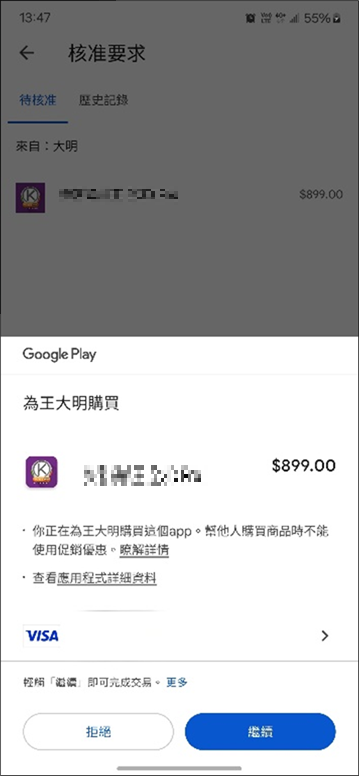 13:47
55%
核准要求
待核准
歷史記錄
來自：大明
$899.00
Google Play
為王大明購買
$899.00
· 你正在為王大明購買這個app。幫他人購買商品時不能
使用促銷優惠。瞭解詳情
· 查看應用程式詳細資料
VISA
輕觸「繼續」即可完成交易。 更多
拒絕
繼續